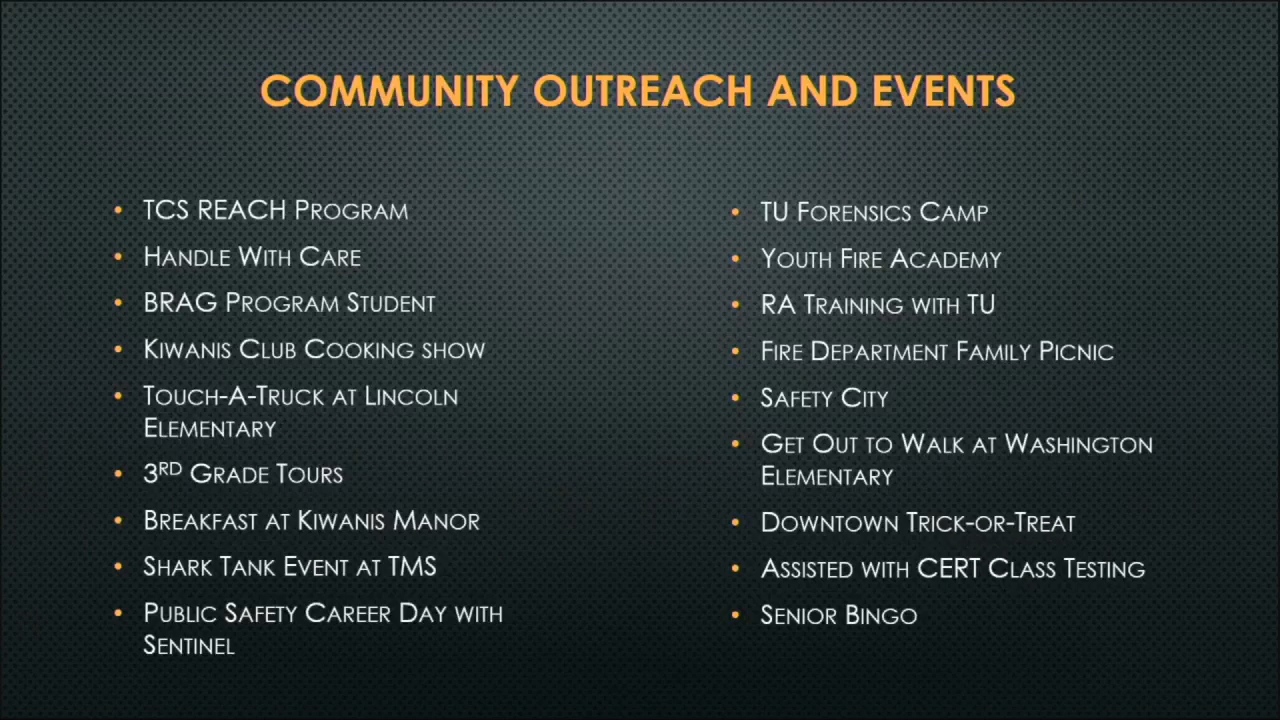 COMMUNITY OUTREACH AND EVENTS
• TCS REACH Program
• Handle With Care
• BRAG Program Student
• Kiwanis Club Cooking show
• Touch-A-Truck at Lincoln
Elementary
• 3rd Grade Tours
• Breakfast at Kiwanis Manor
• Shark Tank Event at TMS
• Public Safety Career Day with
Sentinel
• TU Forensics Camp
• Youth Fire Academy
• RA Training with TU
• Fire Department Family Picnic
• Safety City
• Get Out to Walk at Washington
Elementary
• Downtown Trick-or-Treat
• Assisted with CERT Class Testing
• Senior Bingo